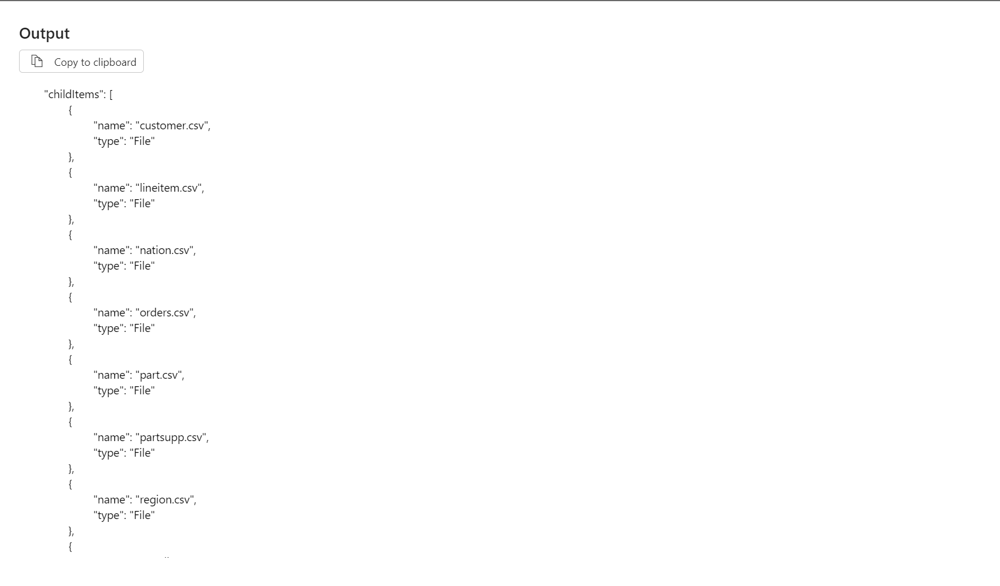 Output
Copy to clipboard
"childItems": [
{
"name": "customer.csv",
"type": "File"
},
{
"name": "lineitem.csv",
"type": "File"
},
{
"name": "nation.csv",
"type": "File"
},
{
"name": "orders.csv",
"type": "File"
},
{
"name": "part.csv",
"type": "File"
},
{
"name": "partsupp.csv",
"type": "File"
},
{
"name": "region.csv",
"type": "File"
},
{